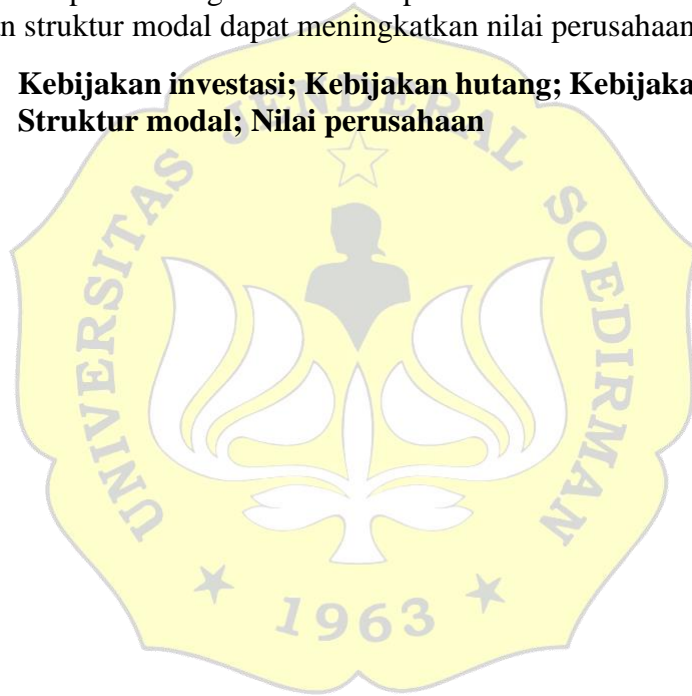 an struktur modal dapat meningkatkan nilai perusahaan
Kebijakan investasi; Kebijakan hutang; Kebijaka
Struktur modal; Nilai perusahaan
UNIVERSITAS JENDERAL SOEDIRMAN
1963